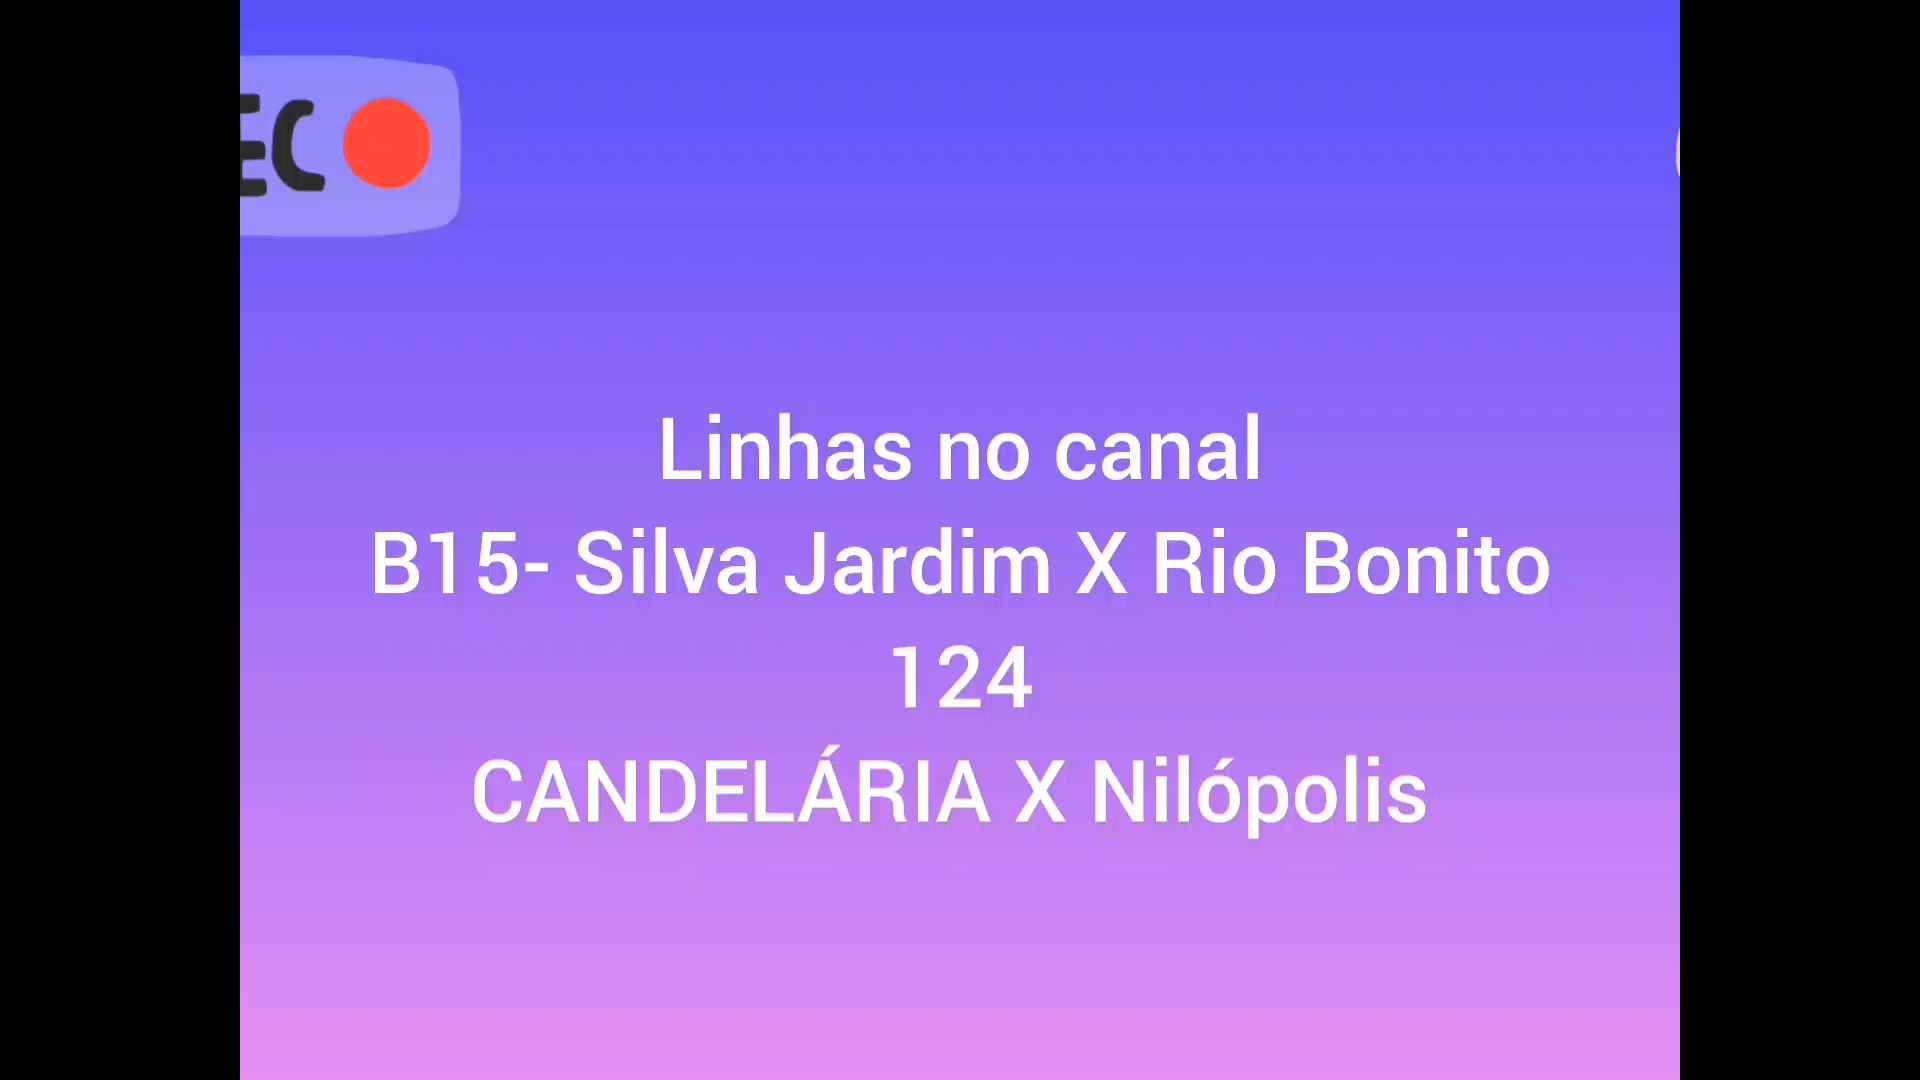 EC
Linhas no canal
B15- Silva Jardim X Rio Bonito
124
CANDELÁRIA X Nilópolis